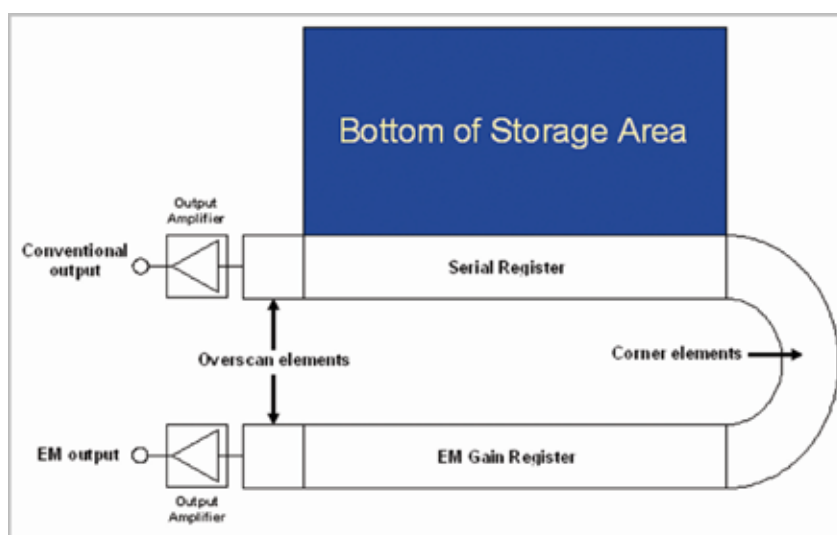 Bottom of Storage Area
Output
Amplifier
Conventional
output
Serial Register
Overscan elements
Corner elements
EM output
EM Gain Register
Output
Amplifier